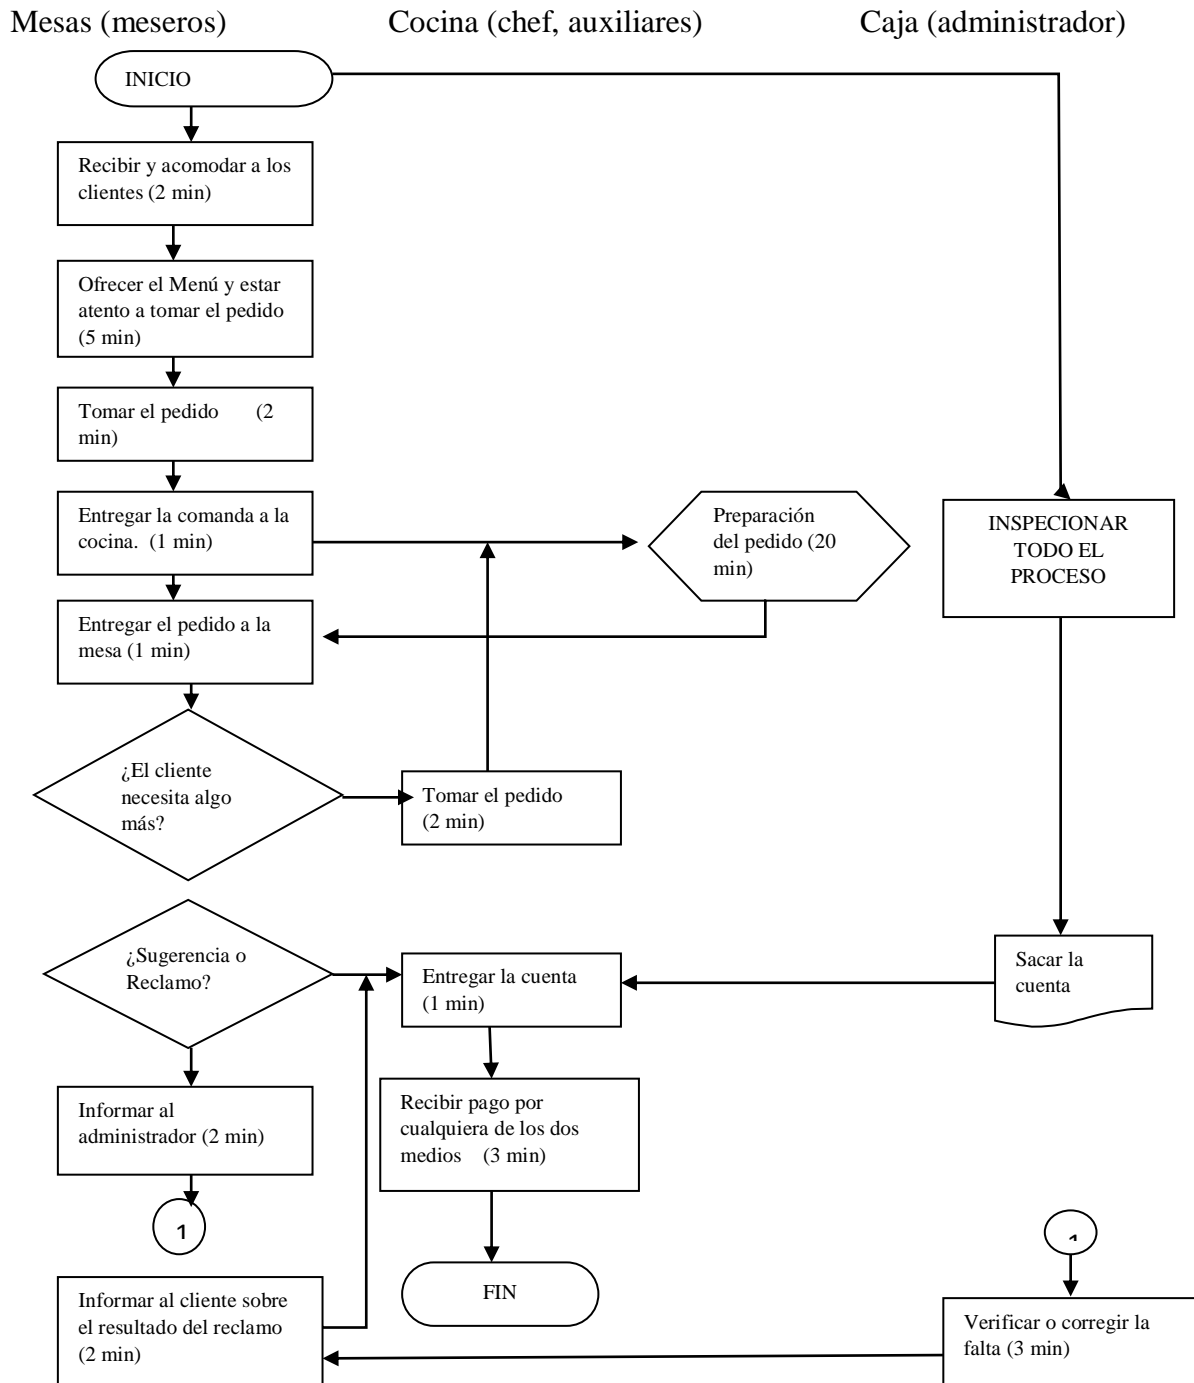 Mesas (meseros)
Cocina (chef, auxiliares)
Caja (administrador)
INICIO
Recibir y acomodar a los
clientes (2 min)
Ofrecer el Menú y estar
atento a tomar el pedido
(5 min)
Tomar el pedido (2
min)
Entregar la comanda a la
cocina. (1 min)
Preparación
del pedido (20
min)
INSPECIONAR
TODO EL
PROCESO
Entregar el pedido a la
mesa (1 min)
¿El cliente
necesita algo
más?
Tomar el pedido
(2 min)
¿Sugerencia o
Reclamo?
Entregar la cuenta
(1 min)
Sacar la
cuenta
Informar al
administrador (2 min)
Recibir pago por
cualquiera de los dos
medios (3 min)
1
1
FIN
Informar al cliente sobre
el resultado del reclamo
(2 min)
Verificar o corregir la
falta (3 min)